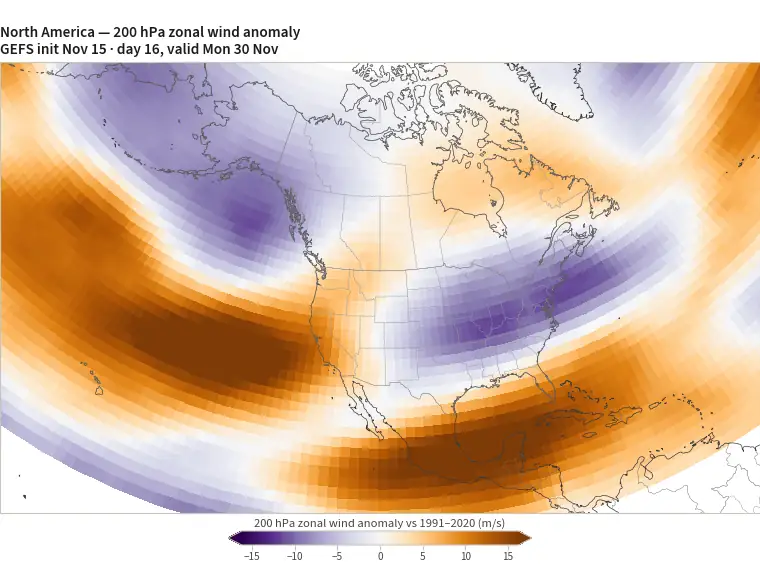 North America — 200 hPa zonal wind anomaly
GEFS init Nov 15 · day 16, valid Mon 30 Nov
200 hPa zonal wind anomaly vs 1991–2020 (m/s)
−15 −10 −5 0 5 10 15